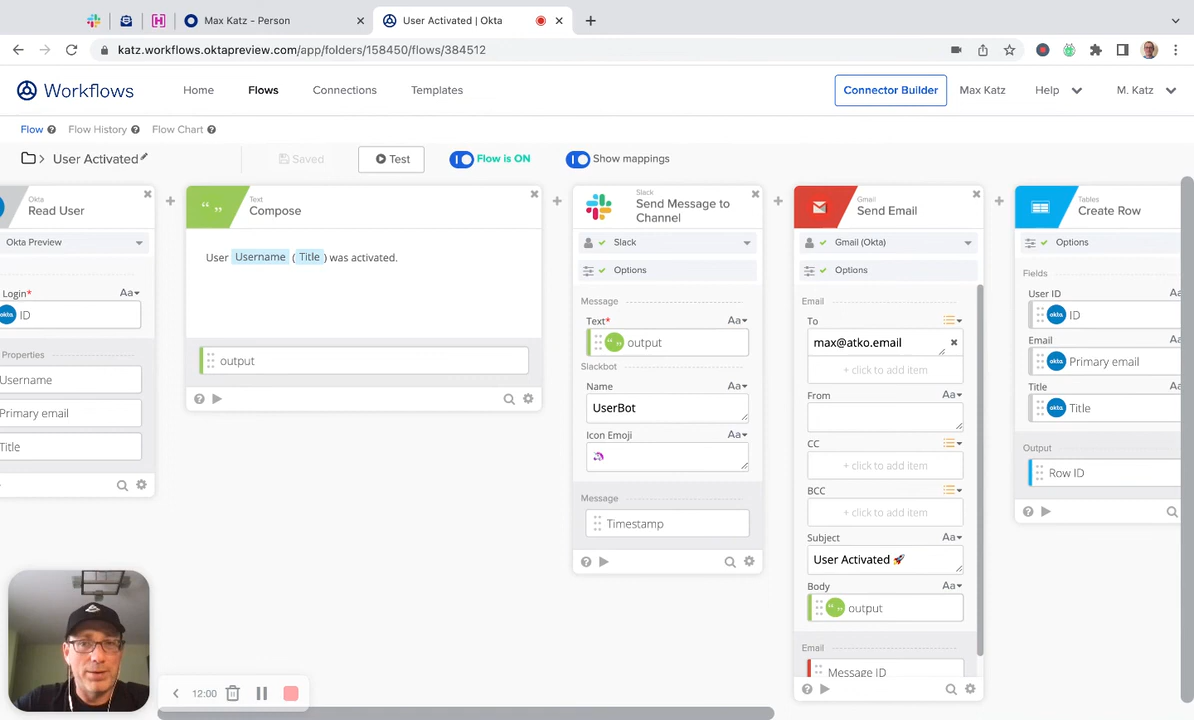 Max Katz - Person
User Activated | Okta
katz.workflows.oktapreview.com/app/folders/158450/flows/384512
Workflows
Home
Flows
Connections
Templates
Connector Builder
Max Katz
Help
M. Katz
Flow
Flow History
Flow Chart
User Activated
Saved
Test
Flow is ON
Show mappings
Okta
Read User
Okta Preview
Login*
Aa
okta ID
Properties
Username
Primary email
Title
Text
Compose
User Username ( Title ) was activated.
output
Slack
Send Message to
Channel
Slack
Options
Message
Text*
Aa
output
Slackbot
Name
Aa
UserBot
Icon Emoji
Aa
Message
Timestamp
Gmail
Send Email
Gmail (Okta)
Options
Email
To
max@atko.email
+ click to add item
From
Aa
CC
+ click to add item
BCC
+ click to add item
Subject
Aa
User Activated 🚀
Body
Aa
output
Email
Message ID
Tables
Create Row
Options
Fields
User ID
Aa
okta ID
Email
Aa
okta Primary email
Title
Aa
okta Title
Output
Row ID
12:00